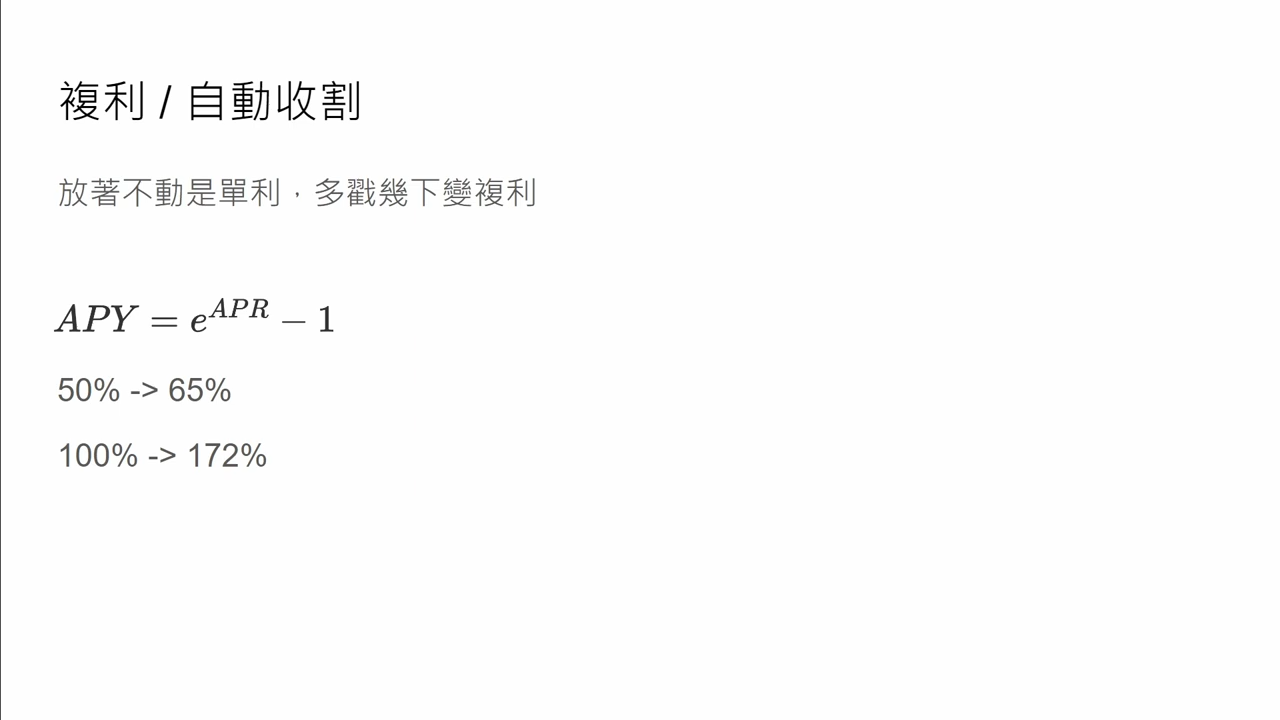 複利 / 自動收割
放著不動是單利，多戳幾下變複利
APY = e^{APR} − 1
50% -> 65%
100% -> 172%